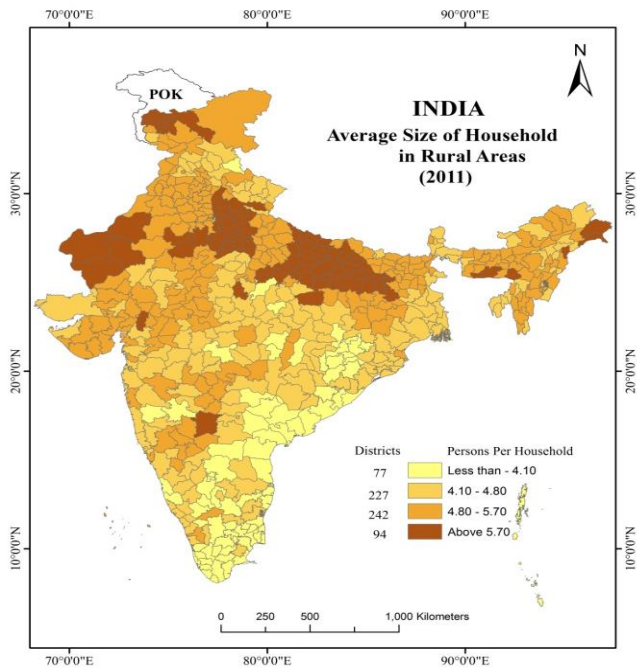 70°0'0"E 80°0'0"E 90°0'0"E
N
POK
INDIA
Average Size of Household
in Rural Areas
(2011)
30°0'0"N 30°0'0"N
20°0'0"N 20°0'0"N
Districts Persons Per Household
77 Less than - 4.10
227 4.10 - 4.80
242 4.80 - 5.70
94 Above 5.70
10°0'0"N 10°0'0"N
0 250 500 1,000 Kilometers
70°0'0"E 80°0'0"E 90°0'0"E